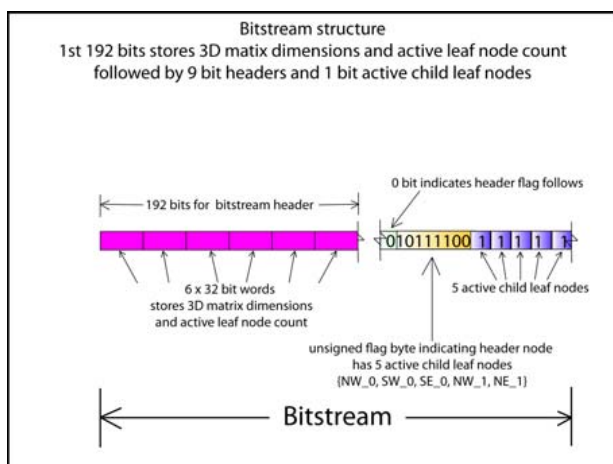 Bitstream structure
1st 192 bits stores 3D matix dimensions and active leaf node count
followed by 9 bit headers and 1 bit active child leaf nodes
0 bit indicates header flag follows
192 bits for bitstream header
010111100 1 1 1 1 1
6 x 32 bit words
stores 3D matrix dimensions
and active leaf node count
5 active child leaf nodes
unsigned flag byte indicating header node
has 5 active child leaf nodes
{NW_0, SW_0, SE_0, NW_1, NE_1}
Bitstream